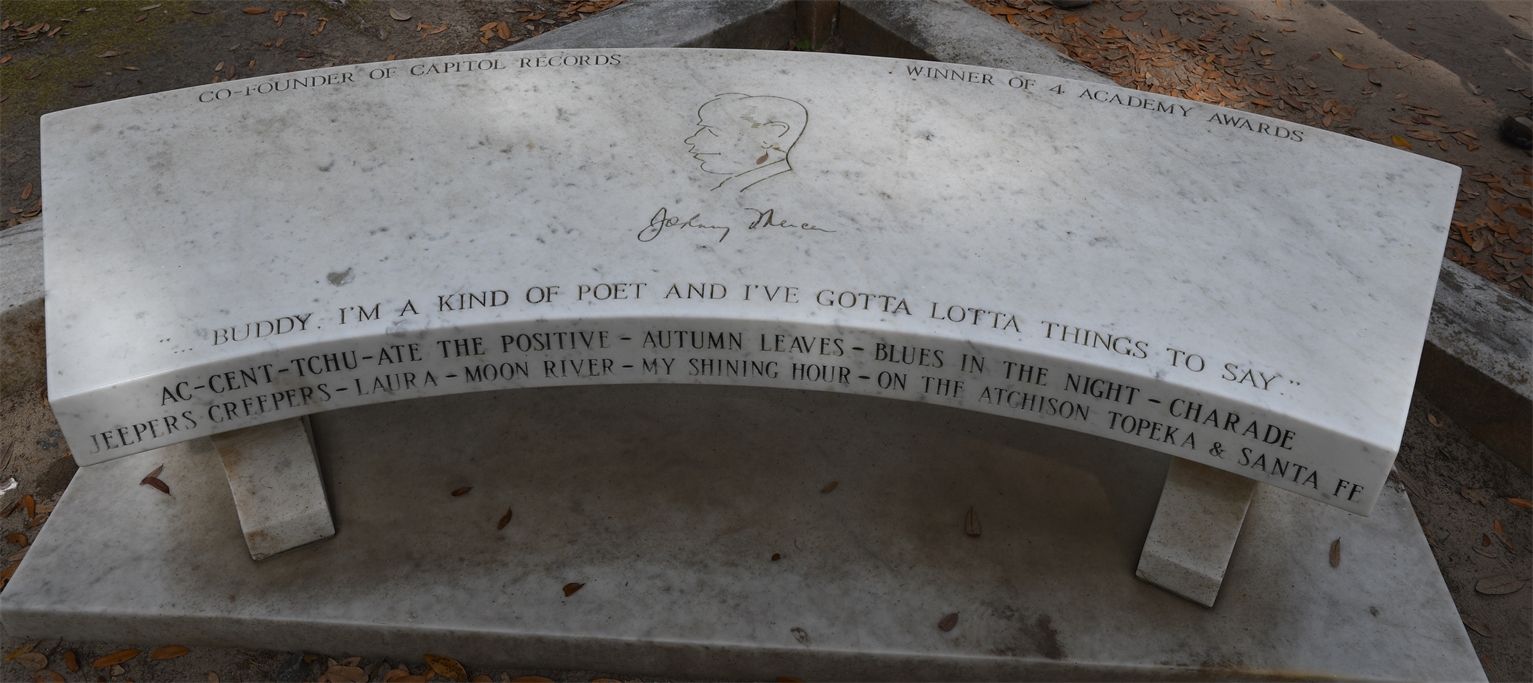 CO-FOUNDER OF CAPITOL RECORDS
WINNER OF 4 ACADEMY AWARDS
Johnny Mercer
"... BUDDY, I'M A KIND OF POET AND I'VE GOTTA LOTTA THINGS TO SAY."
AC-CENT-TCHU-ATE THE POSITIVE - AUTUMN LEAVES - BLUES IN THE NIGHT - CHARADE
JEEPERS CREEPERS - LAURA - MOON RIVER - MY SHINING HOUR - ON THE ATCHISON TOPEKA & SANTA FE